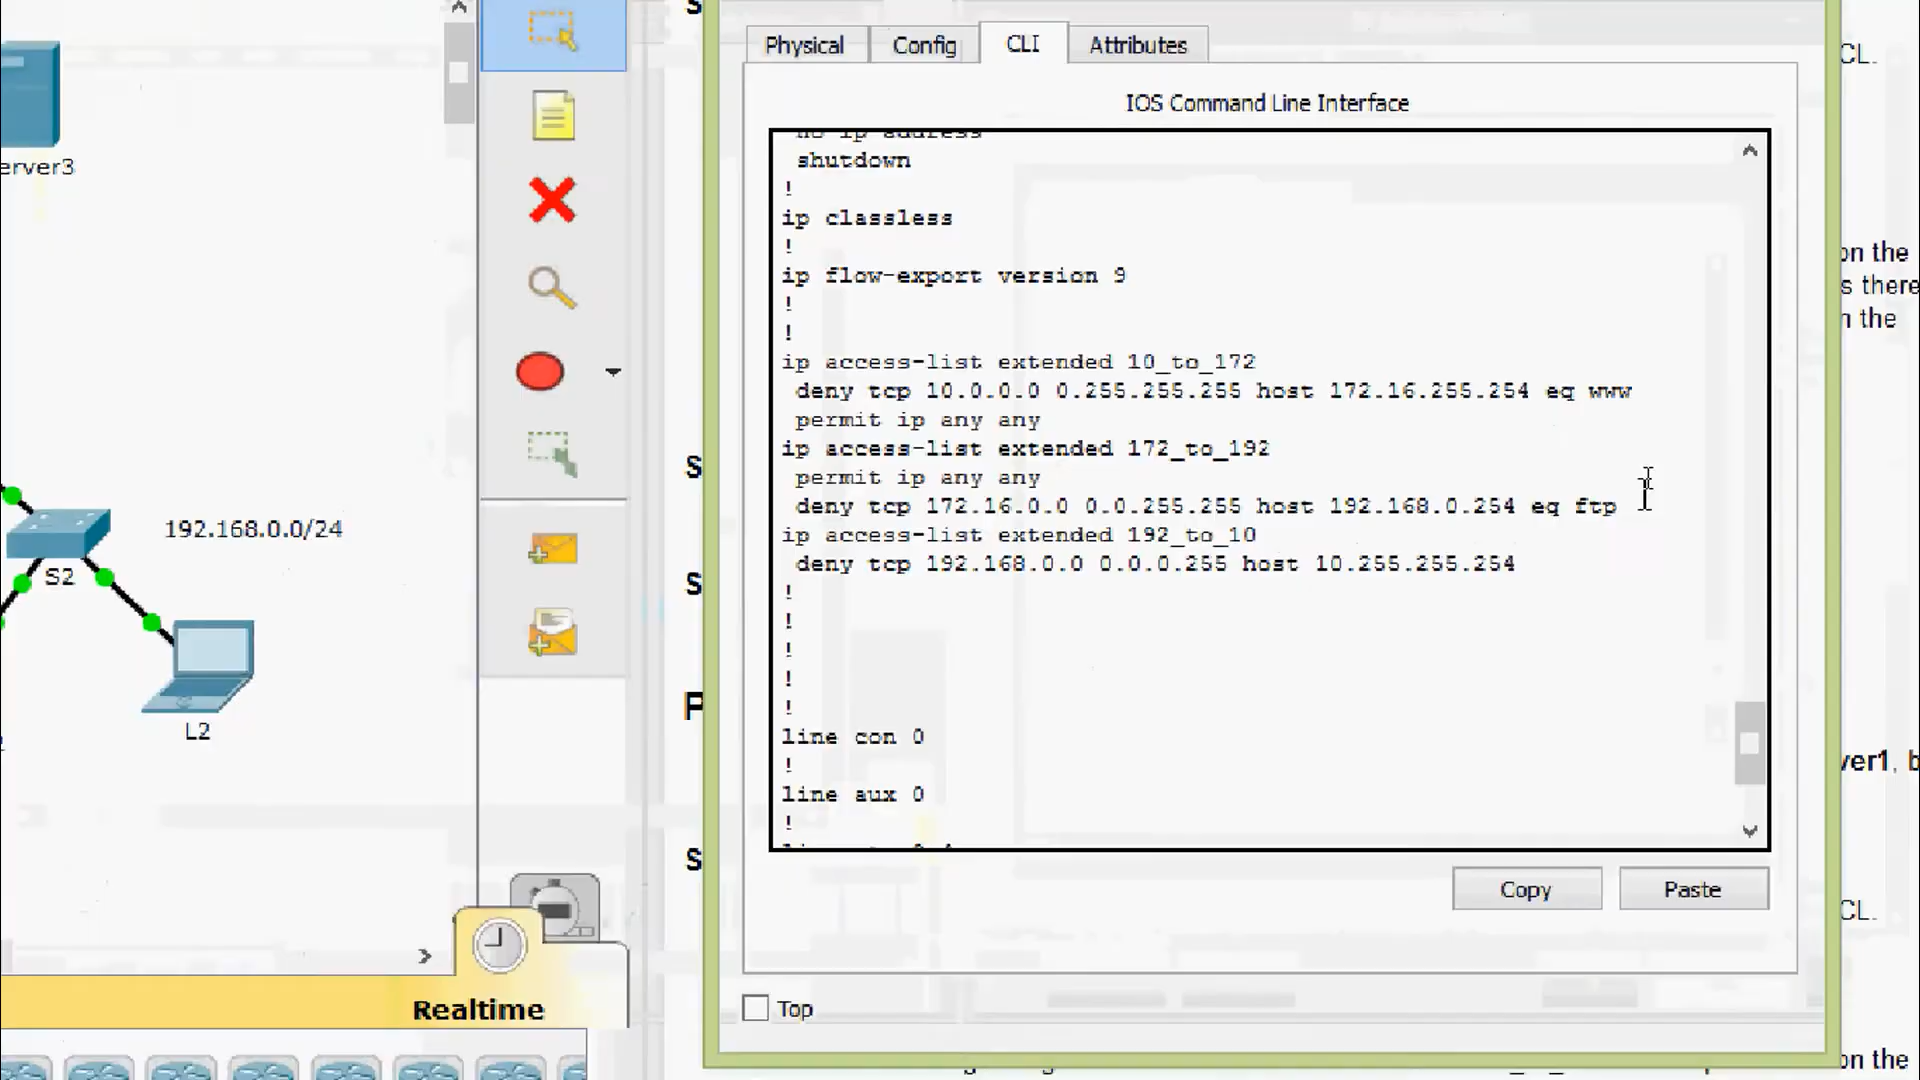 erver3
192.168.0.0/24
S2
L2
Realtime
S
S
S
P
S
Physical
Config
CLI
Attributes
IOS Command Line Interface
no ip address
shutdown
!
ip classless
!
ip flow-export version 9
!
!
ip access-list extended 10_to_172
deny tcp 10.0.0.0 0.255.255.255 host 172.16.255.254 eq www
permit ip any any
ip access-list extended 172_to_192
permit ip any any
deny tcp 172.16.0.0 0.0.255.255 host 192.168.0.254 eq ftp
ip access-list extended 192_to_10
deny tcp 192.168.0.0 0.0.0.255 host 10.255.255.254
!
!
!
!
!
line con 0
!
line aux 0
!
Copy
Paste
Top
CL.
on the
s there
n the
ver1, b
CL.
on the